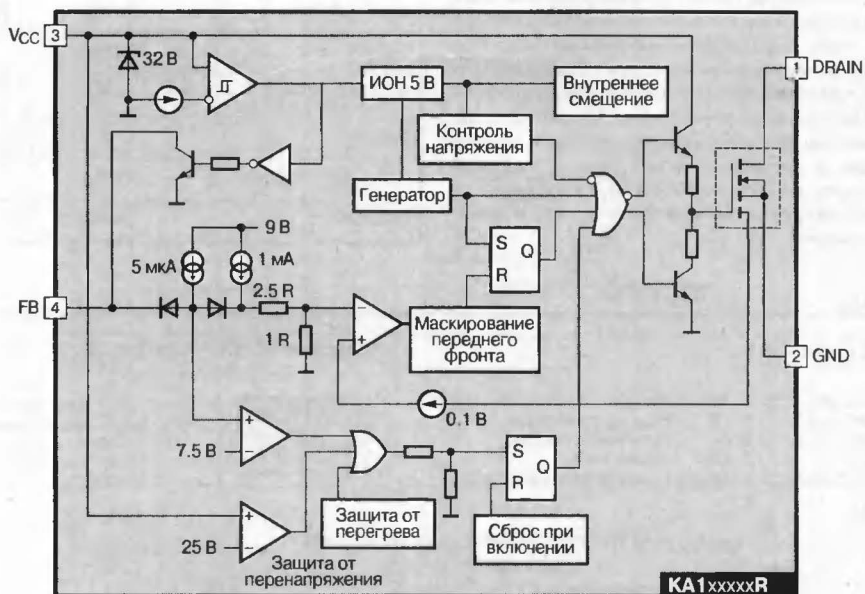 VCC 3
32 В
ИОН 5 В
Внутреннее
смещение
1 DRAIN
Контроль
напряжения
Генератор
9 В
5 мкА
1 мА
S
R
Q
FB 4
2.5 R
1 R
Маскирование
переднего
фронта
2 GND
0.1 В
+
–
+
7.5 В
–
S
R
Q
+
25 В
–
Защита от
перегрева
Сброс при
включении
Защита от
перенапряжения
KA1xxxxxR